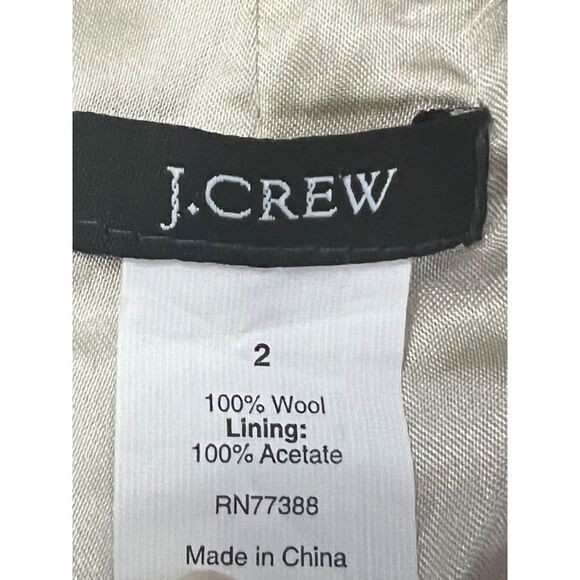 J.CREW
2
100% Wool
Lining:
100% Acetate
RN77388
Made in China